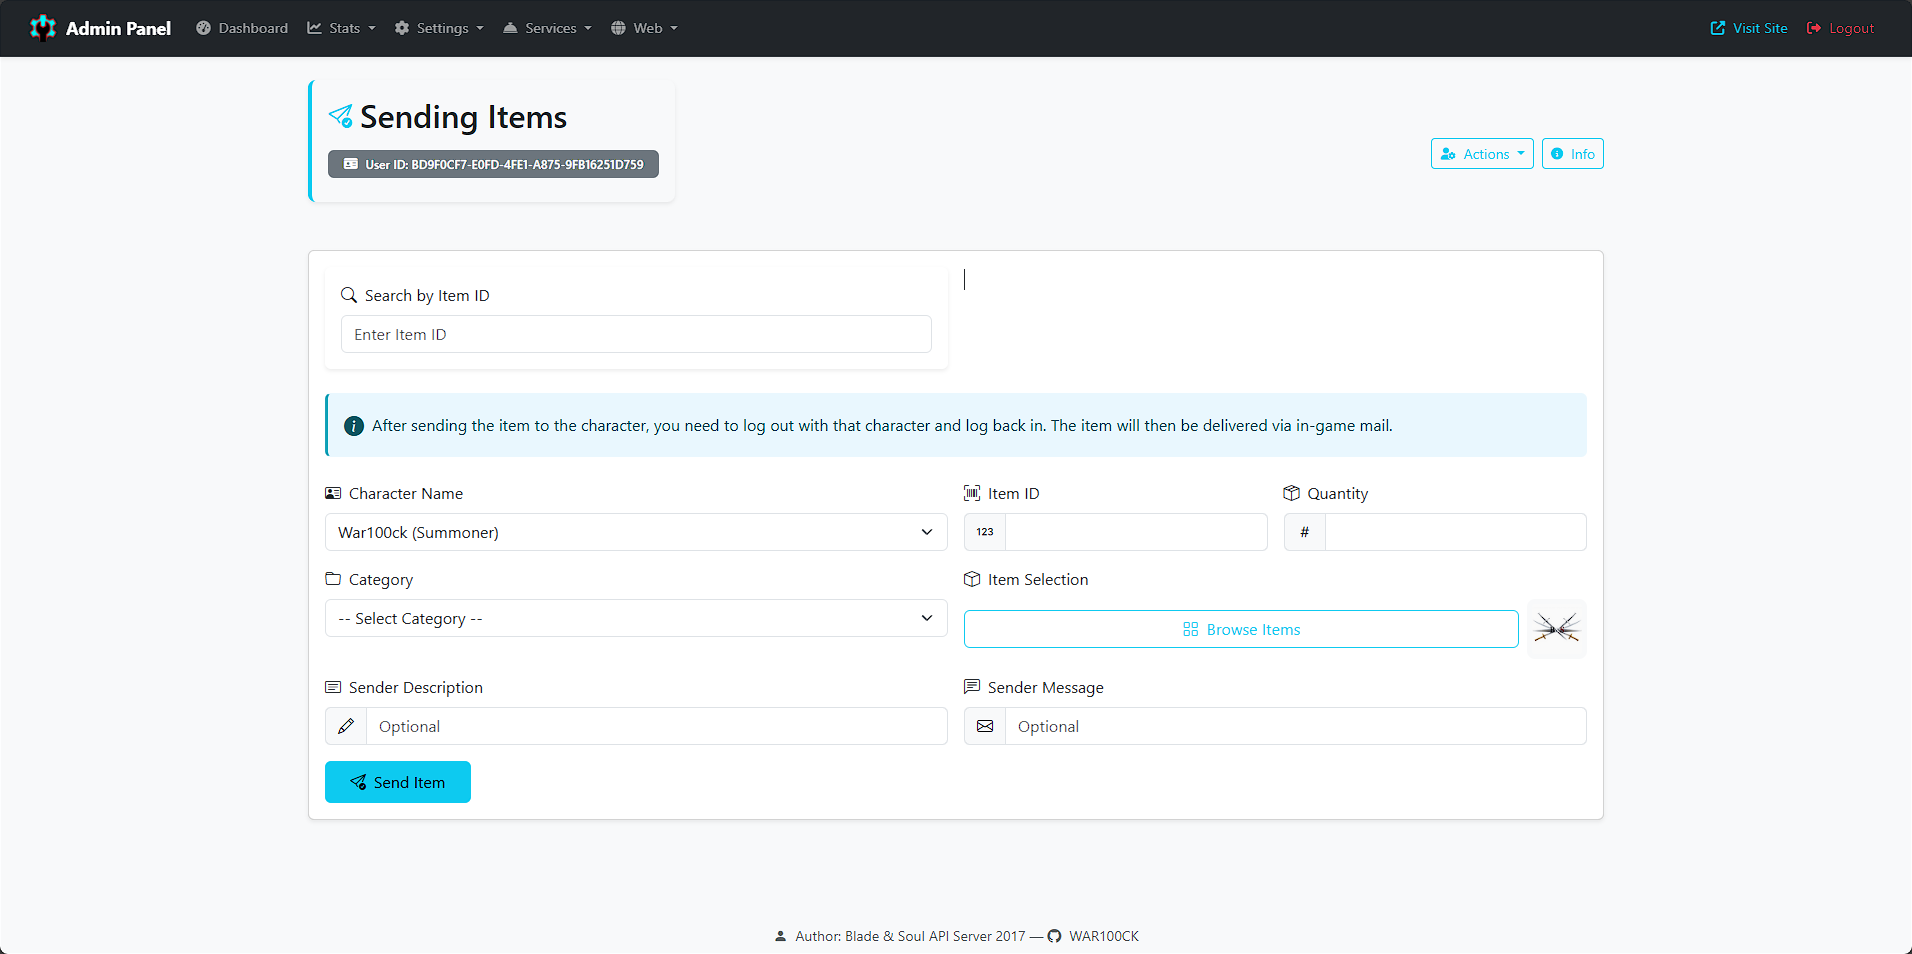 Admin Panel Dashboard Stats Settings Services Web Visit Site Logout
Sending Items
User ID: BD9F0CF7-E0FD-4FE1-A875-9FB16251D759
Actions Info
Search by Item ID
Enter Item ID
After sending the item to the character, you need to log out with that character and log back in. The item will then be delivered via in-game mail.
Character Name Item ID Quantity
War100ck (Summoner) 123 #
Category Item Selection
-- Select Category -- Browse Items
Sender Description Sender Message
Optional Optional
Send Item
Author: Blade & Soul API Server 2017 — WAR100CK